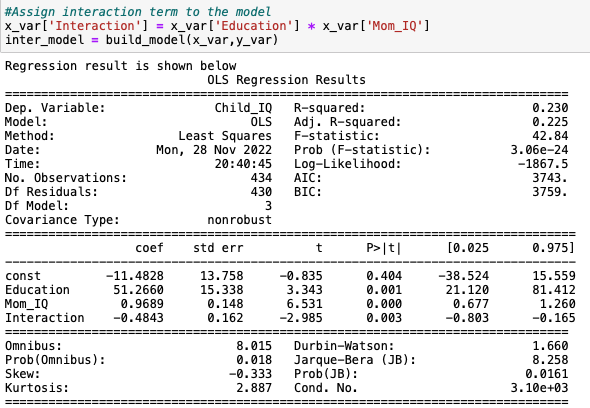 #Assign interaction term to the model
x_var['Interaction'] = x_var['Education'] * x_var['Mom_IQ']
inter_model = build_model(x_var,y_var)
Regression result is shown below
                            OLS Regression Results
==============================================================================
Dep. Variable:               Child_IQ   R-squared:                       0.230
Model:                            OLS   Adj. R-squared:                  0.225
Method:                 Least Squares   F-statistic:                     42.84
Date:                Mon, 28 Nov 2022   Prob (F-statistic):           3.06e-24
Time:                        20:40:45   Log-Likelihood:                -1867.5
No. Observations:                 434   AIC:                             3743.
Df Residuals:                     430   BIC:                             3759.
Df Model:                           3
Covariance Type:            nonrobust
===============================================================================
                  coef    std err          t      P>|t|      [0.025      0.975]
-------------------------------------------------------------------------------
const         -11.4828     13.758     -0.835      0.404     -38.524      15.559
Education      51.2660     15.338      3.343      0.001      21.120      81.412
Mom_IQ          0.9689      0.148      6.531      0.000       0.677       1.260
Interaction    -0.4843      0.162     -2.985      0.003      -0.803      -0.165
==============================================================================
Omnibus:                        8.015   Durbin-Watson:                   1.660
Prob(Omnibus):                  0.018   Jarque-Bera (JB):                8.258
Skew:                          -0.333   Prob(JB):                       0.0161
Kurtosis:                       2.887   Cond. No.                     3.10e+03
==============================================================================